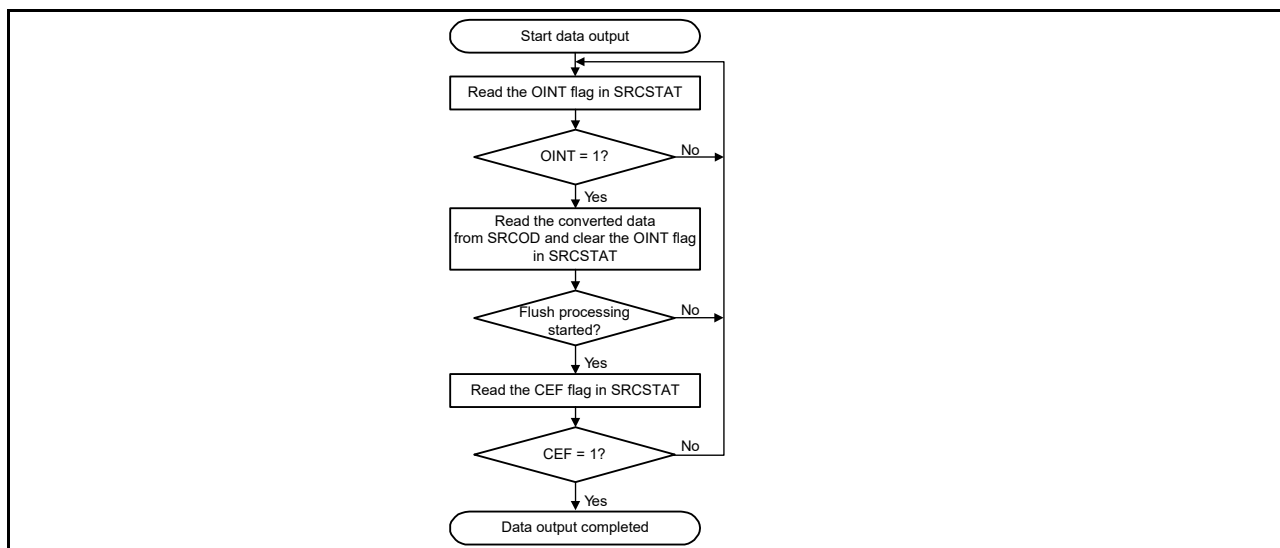 Start data output
Read the OINT flag in SRCSTAT
OINT = 1?
No
Yes
Read the converted data
from SRCOD and clear the OINT flag
in SRCSTAT
Flush processing
started?
No
Yes
Read the CEF flag in SRCSTAT
CEF = 1?
No
Yes
Data output completed